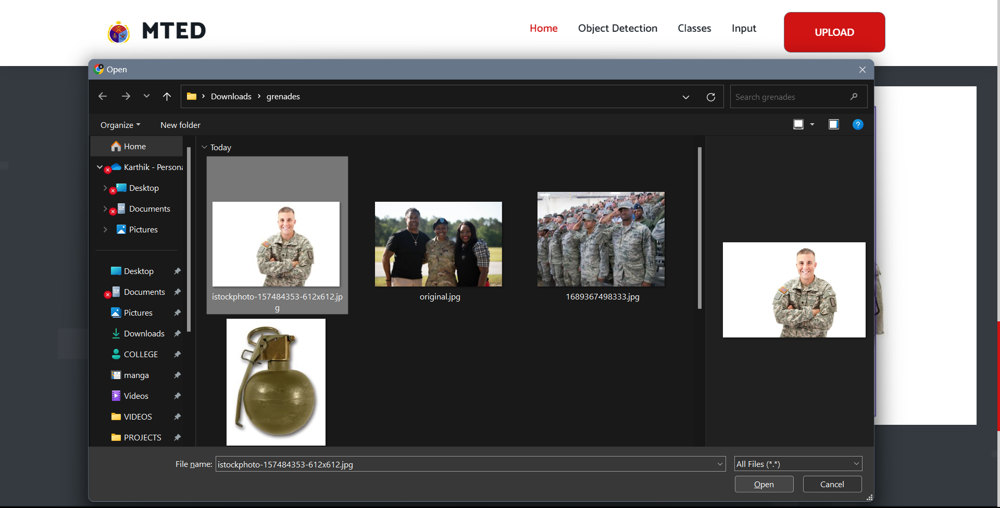 MTED
Home
Object Detection
Classes
Input
UPLOAD
Open
Downloads
grenades
Search grenades
Organize
New folder
?
Home
Karthik - Persona
Desktop
Documents
Pictures
Desktop
Documents
Pictures
Downloads
COLLEGE
manga
Videos
VIDEOS
PROJECTS
Today
istockphoto-157484353-612x612.jp
g
original.jpg
1689367498333.jpg
File name:
istockphoto-157484353-612x612.jpg
All Files (*.*)
Open
Cancel